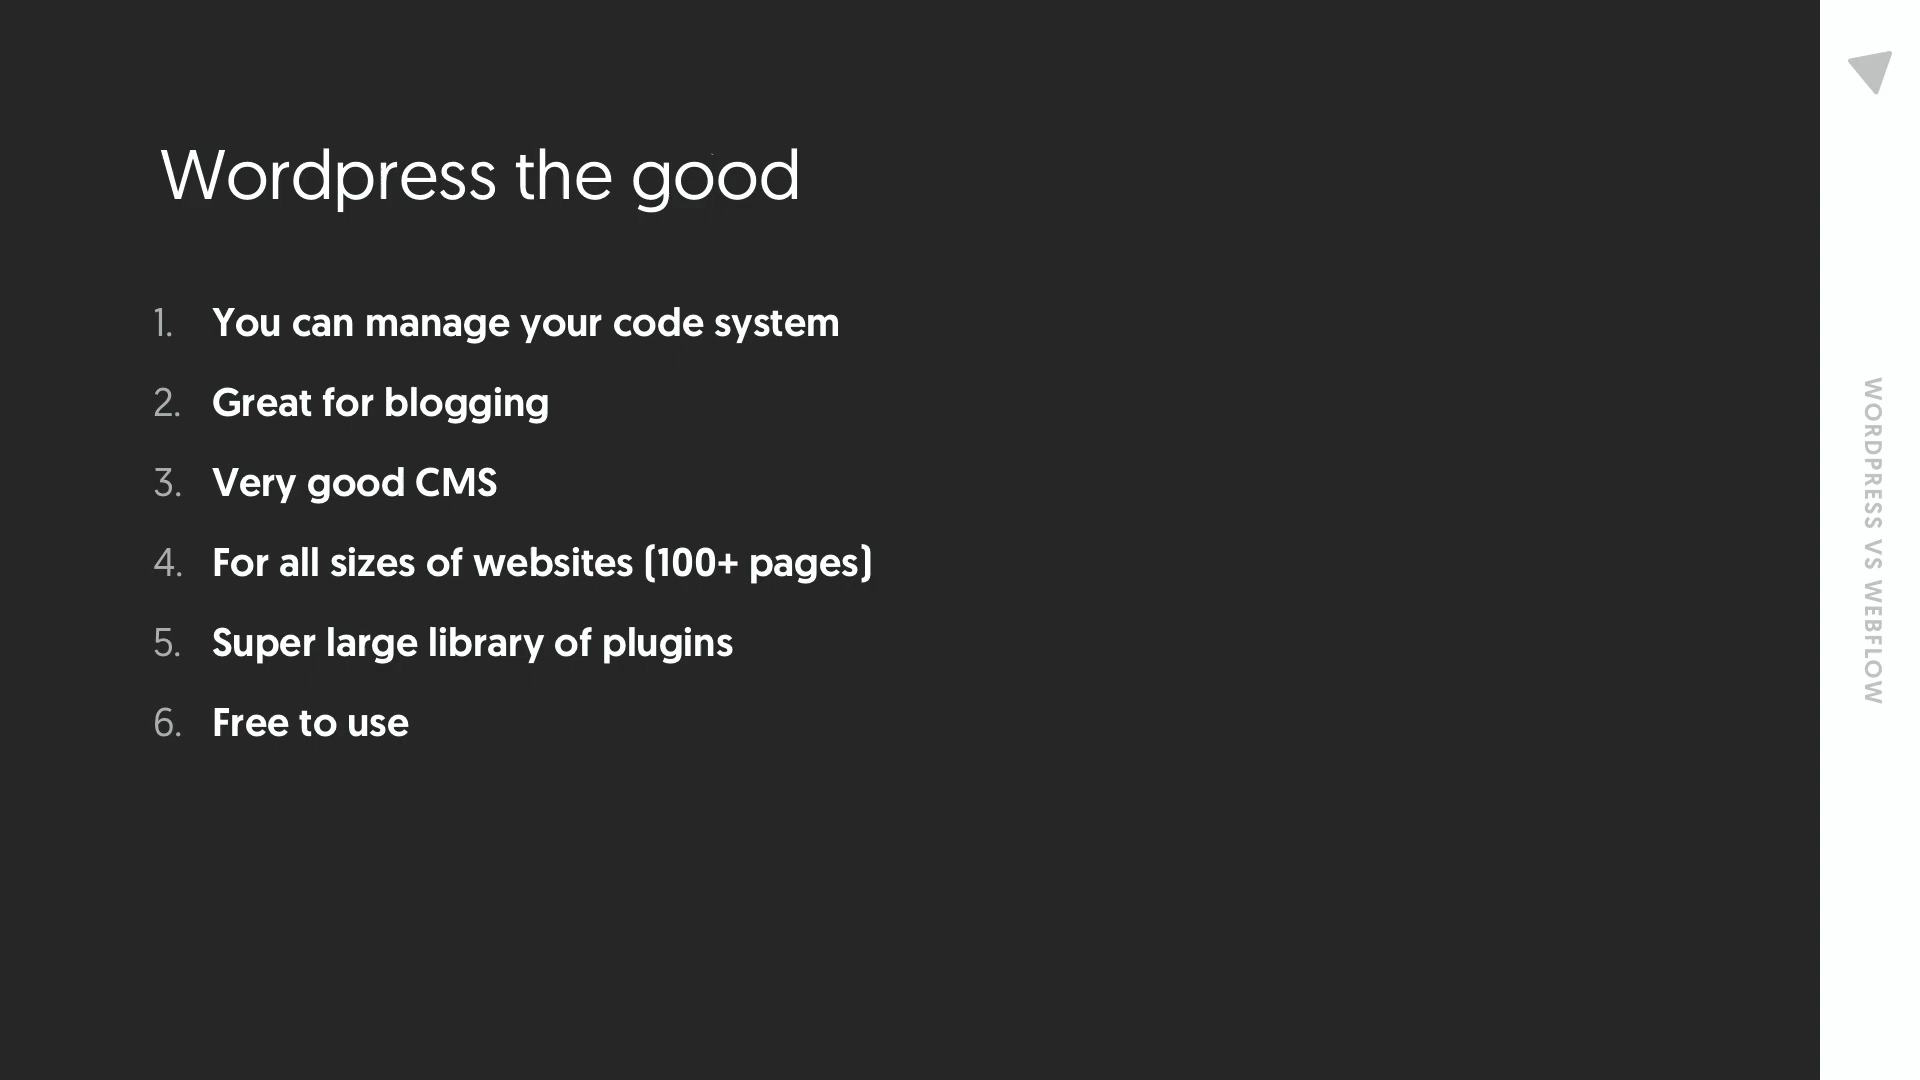 Wordpress the good
1. You can manage your code system
2. Great for blogging
3. Very good CMS
4. For all sizes of websites (100+ pages)
5. Super large library of plugins
6. Free to use
WORDPRESS VS WEBFLOW